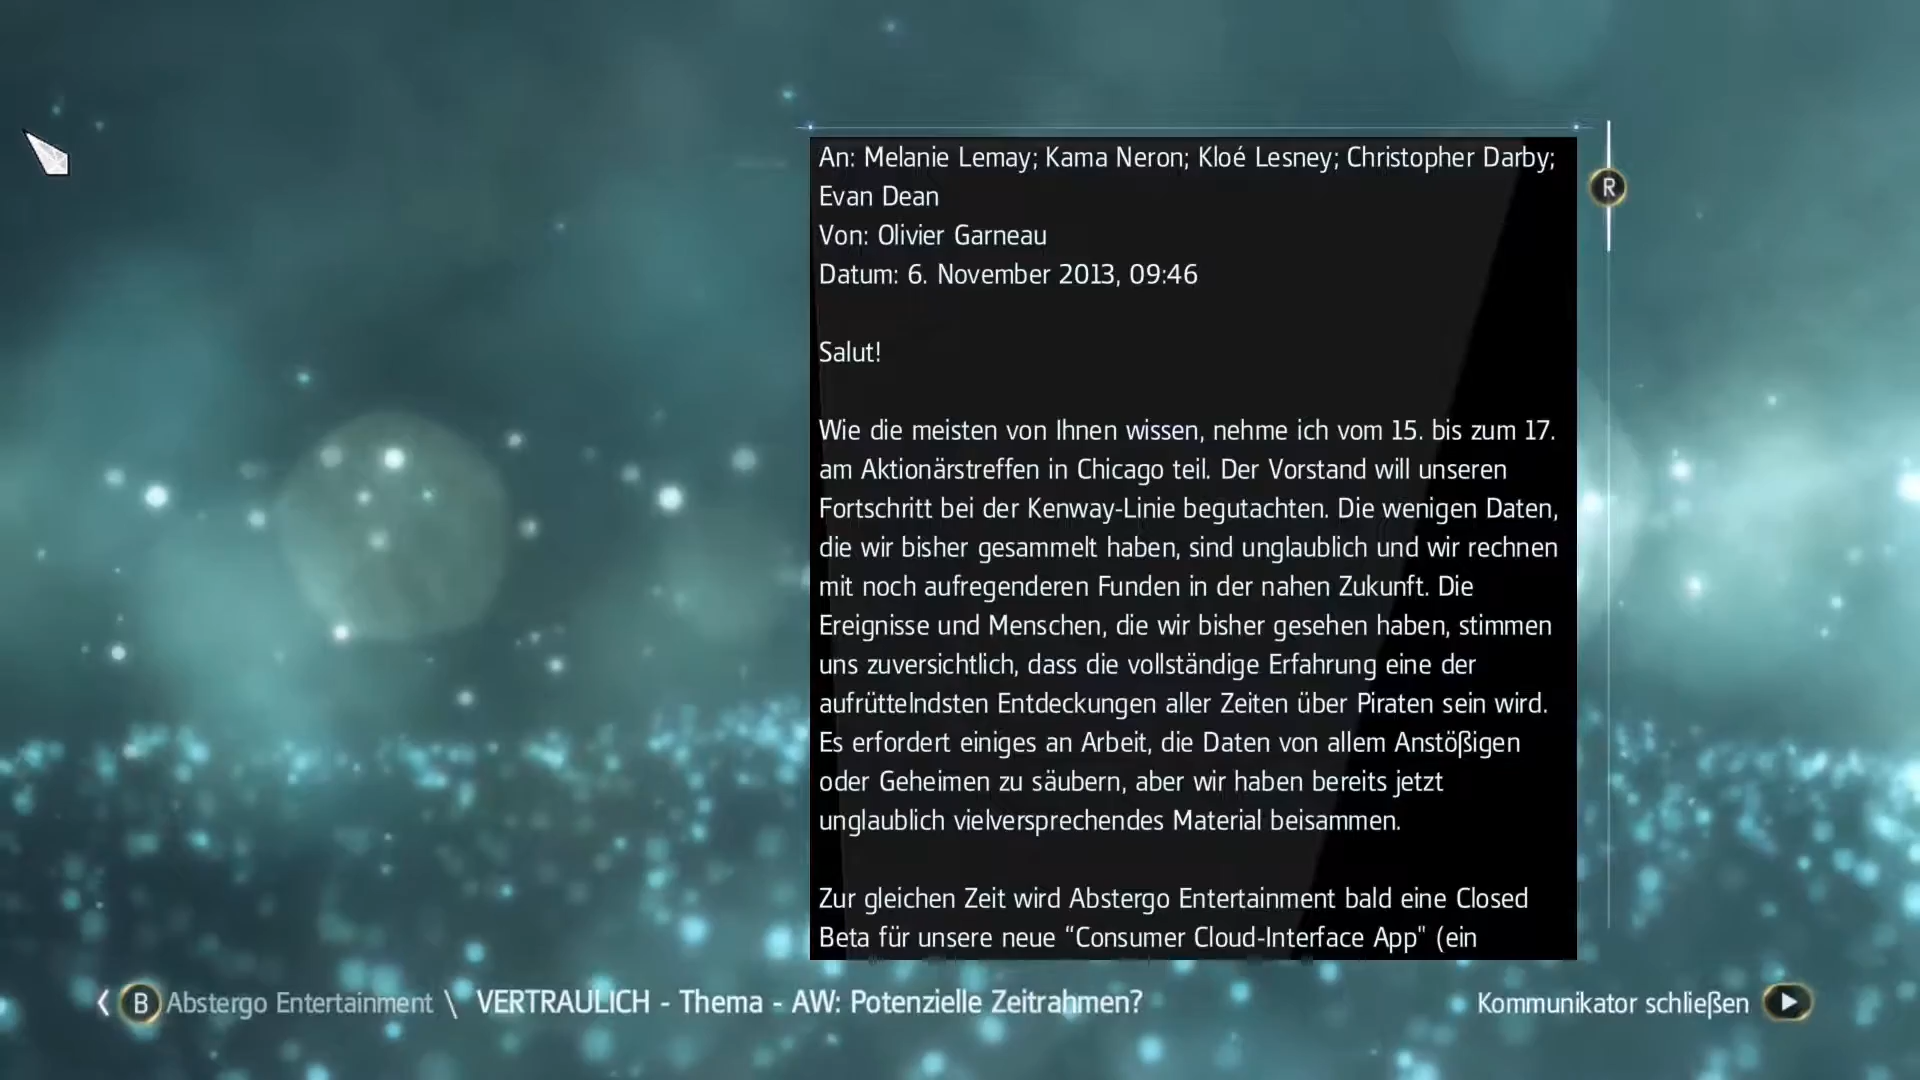 An: Melanie Lemay; Kama Neron; Kloé Lesney; Christopher Darby;
Evan Dean
Von: Olivier Garneau
Datum: 6. November 2013, 09:46
Salut!
Wie die meisten von Ihnen wissen, nehme ich vom 15. bis zum 17.
am Aktionärstreffen in Chicago teil. Der Vorstand will unseren
Fortschritt bei der Kenway-Linie begutachten. Die wenigen Daten,
die wir bisher gesammelt haben, sind unglaublich und wir rechnen
mit noch aufregenderen Funden in der nahen Zukunft. Die
Ereignisse und Menschen, die wir bisher gesehen haben, stimmen
uns zuversichtlich, dass die vollständige Erfahrung eine der
aufrüttelndsten Entdeckungen aller Zeiten über Piraten sein wird.
Es erfordert einiges an Arbeit, die Daten von allem Anstößigen
oder Geheimen zu säubern, aber wir haben bereits jetzt
unglaublich vielversprechendes Material beisammen.
Zur gleichen Zeit wird Abstergo Entertainment bald eine Closed
Beta für unsere neue “Consumer Cloud-Interface App" (ein
R
B Abstergo Entertainment \ VERTRAULICH - Thema - AW: Potenzielle Zeitrahmen?
Kommunikator schließen